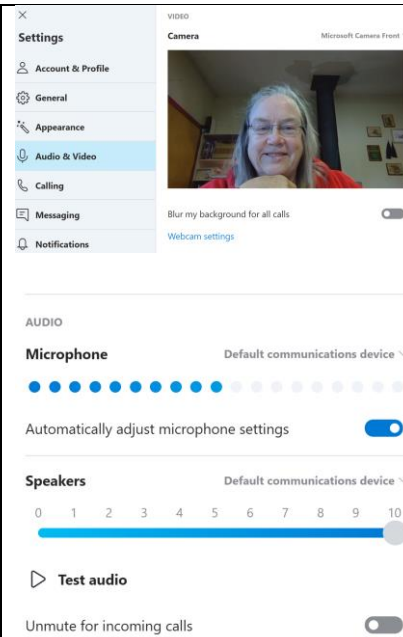 VIDEO
Settings
Camera
Microsoft Camera Front
Account & Profile
General
Appearance
Audio & Video
Calling
Messaging
Notifications
Blur my background for all calls
Webcam settings
AUDIO
Microphone
Default communications device
Automatically adjust microphone settings
Speakers
Default communications device
0 1 2 3 4 5 6 7 8 9 10
Test audio
Unmute for incoming calls